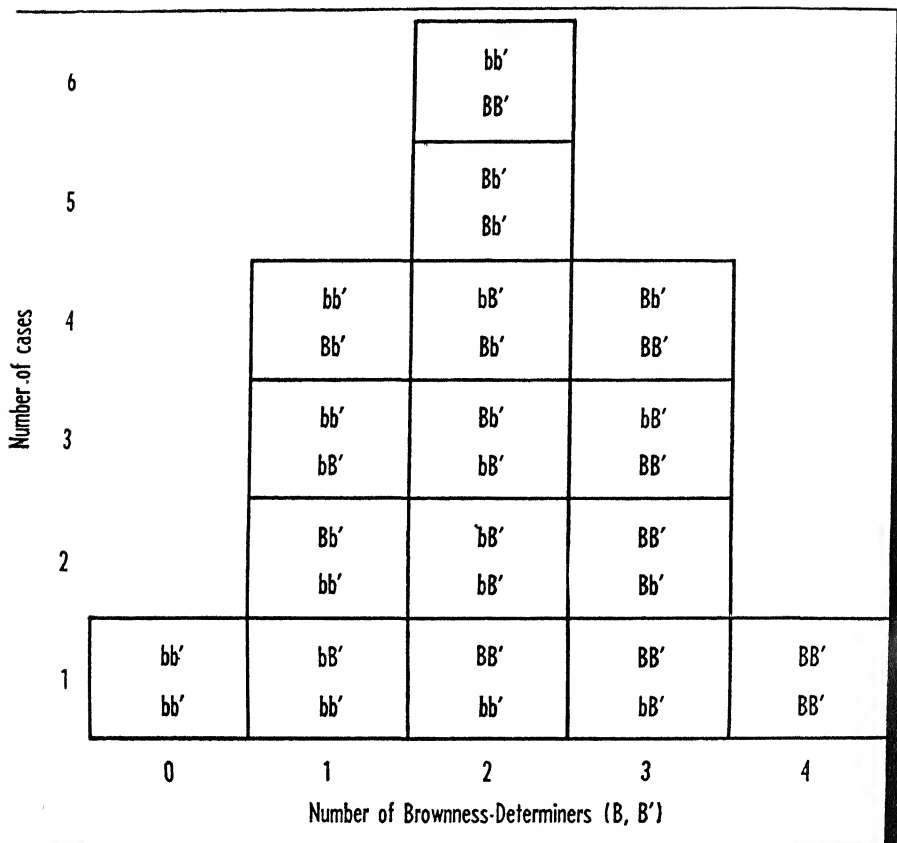 6
bb′
BB′
5
Bb′
Bb′
Number of cases
4
bb′ bB′ Bb′
Bb′ Bb′ BB′
3
bb′ Bb′ bB′
bB′ bB′ BB′
2
Bb′ bB′ BB′
bb′ bB′ Bb′
1
bb′ bB′ BB′ BB′ BB′
bb′ bb′ bb′ bB′ BB′
0 1 2 3 4
Number of Brownness-Determiners (B, B′)